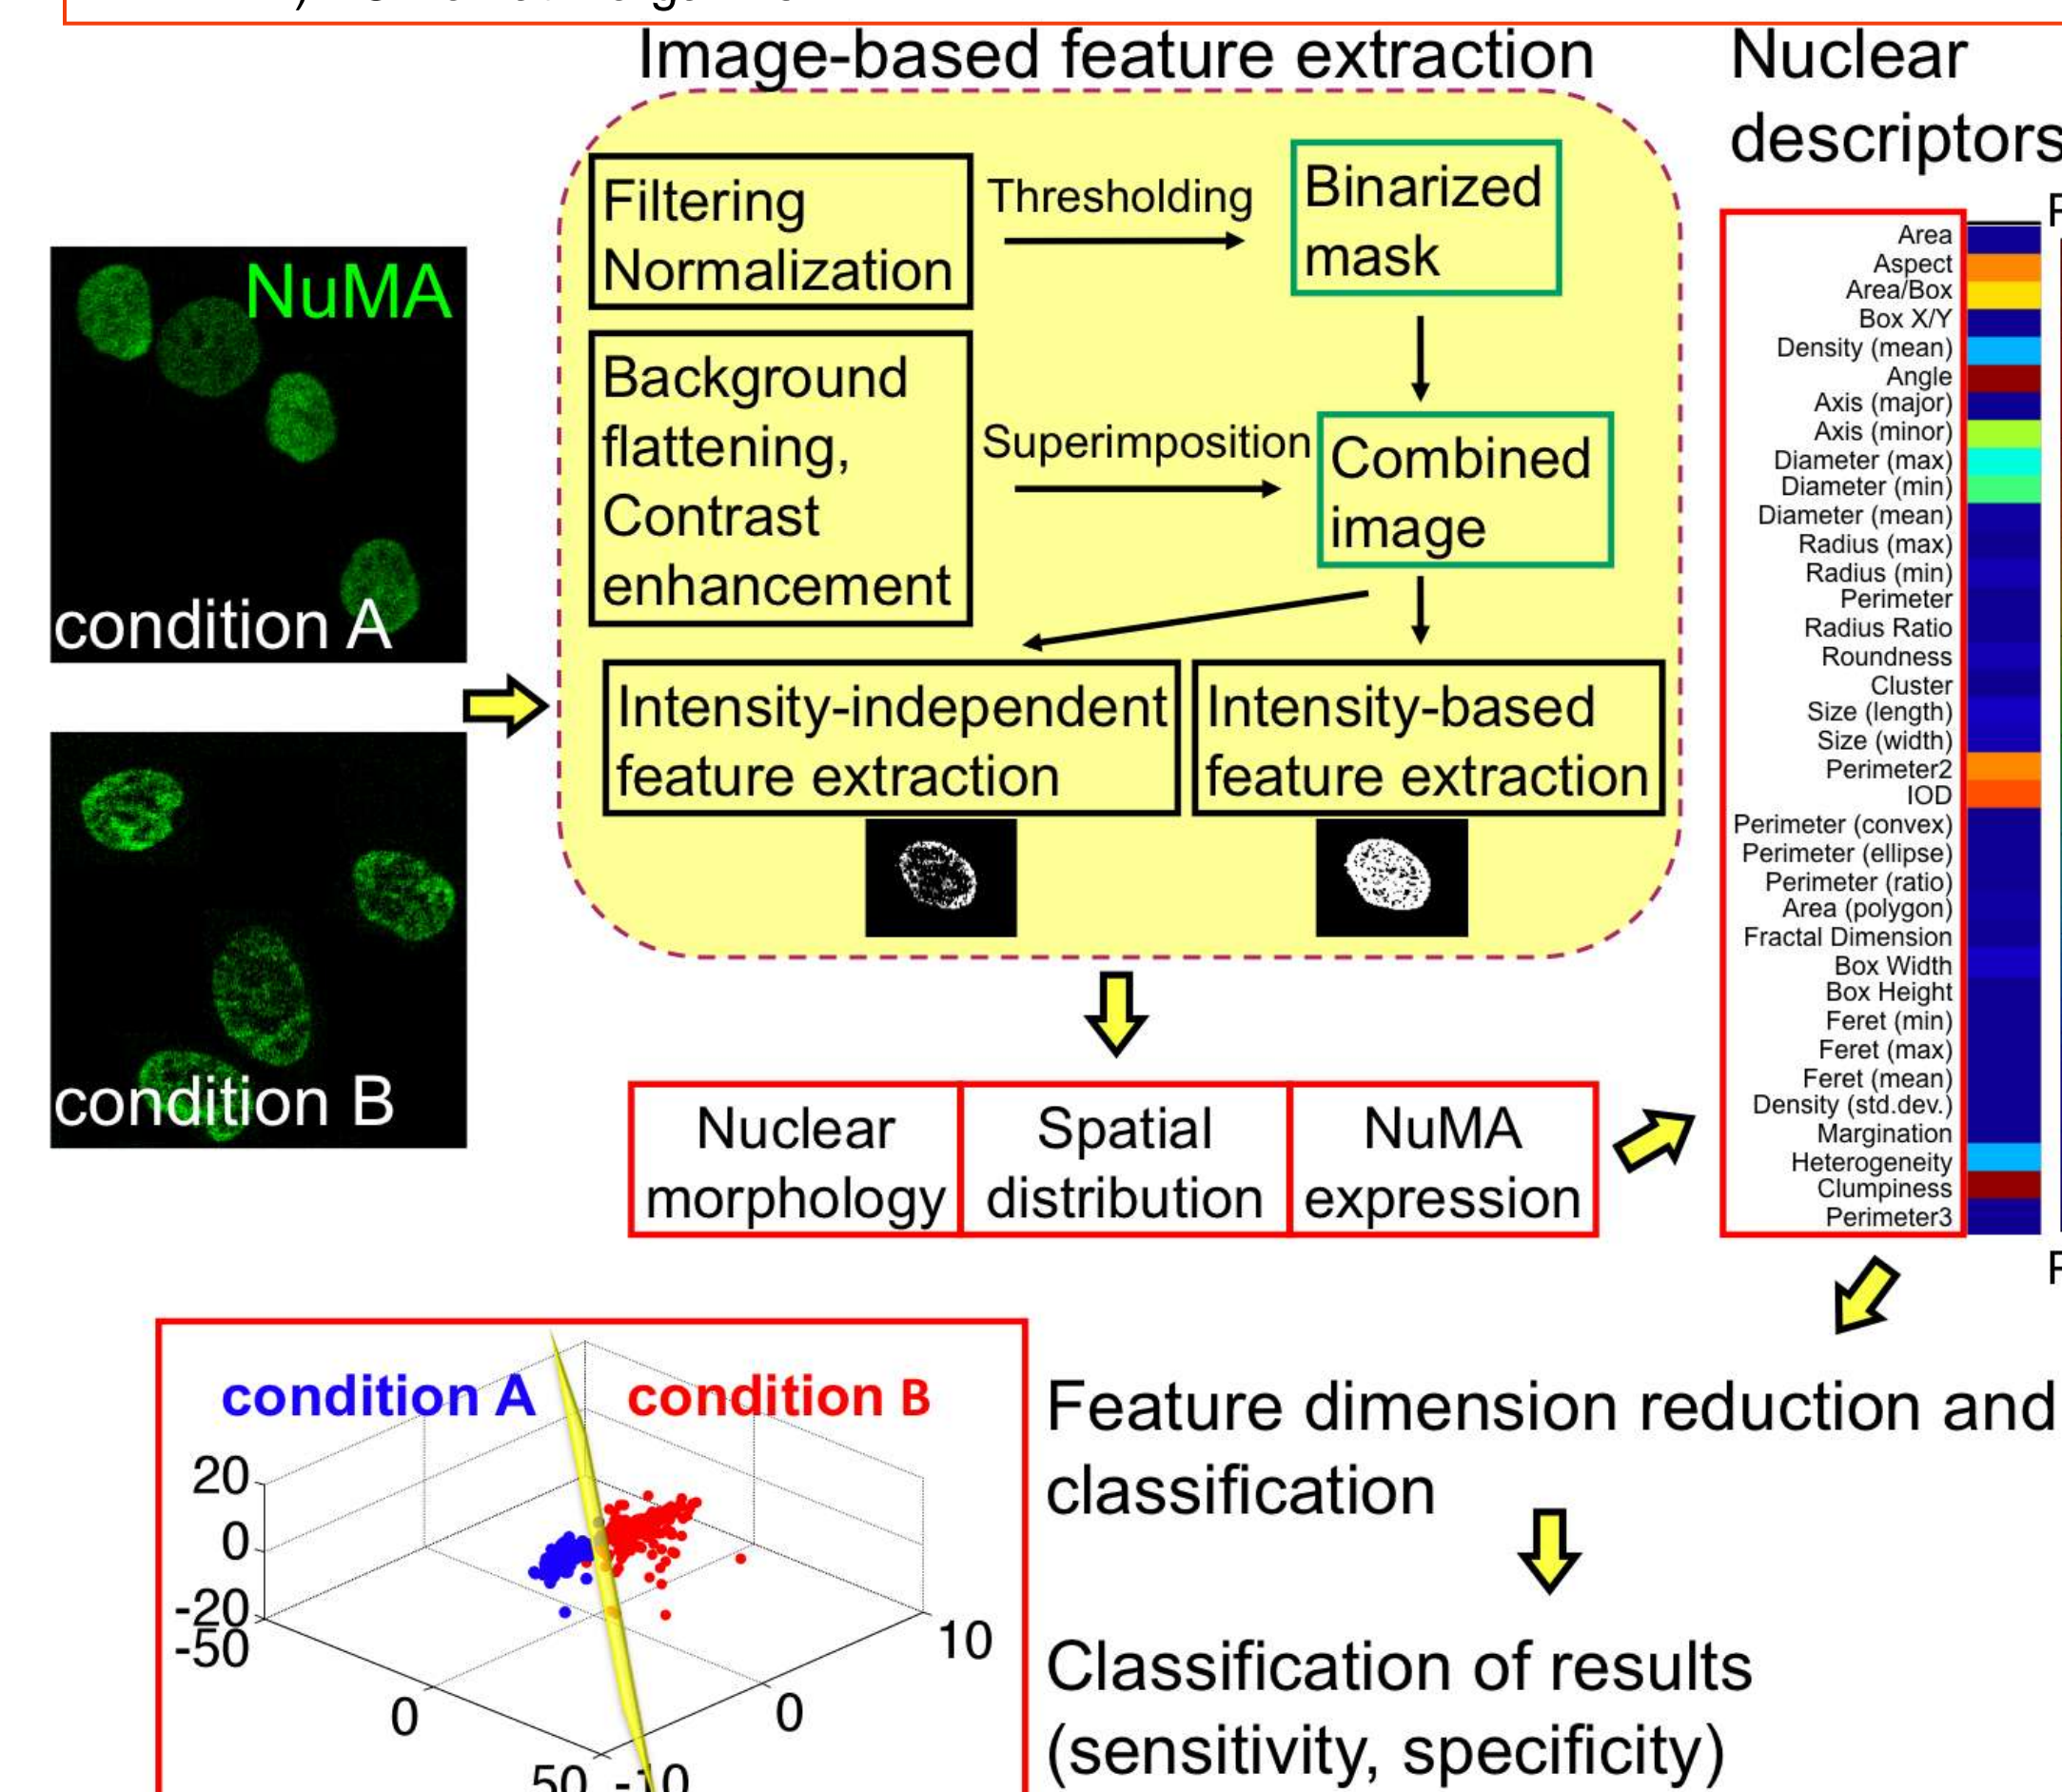 Image-based feature extraction
Nuclear
descriptors
NuMA
condition A
condition B
Filtering
Normalization
Thresholding
Binarized
mask
Background
flattening,
Contrast
enhancement
Superimposition
Combined
image
Intensity-independent
feature extraction
Intensity-based
feature extraction
Nuclear
morphology
Spatial
distribution
NuMA
expression
Area
Aspect
Area/Box
Box X/Y
Density (mean)
Angle
Axis (major)
Axis (minor)
Diameter (max)
Diameter (min)
Diameter (mean)
Radius (max)
Radius (min)
Perimeter
Radius Ratio
Roundness
Cluster
Size (length)
Size (width)
Perimeter2
IOD
Perimeter (convex)
Perimeter (ellipse)
Perimeter (ratio)
Area (polygon)
Fractal Dimension
Box Width
Box Height
Feret (min)
Feret (max)
Feret (mean)
Density (std.dev.)
Margination
Heterogeneity
Clumpiness
Perimeter3
condition A
condition B
20
0
-20
-50
0
50
-10
0
10
Feature dimension reduction and
classification
Classification of results
(sensitivity, specificity)